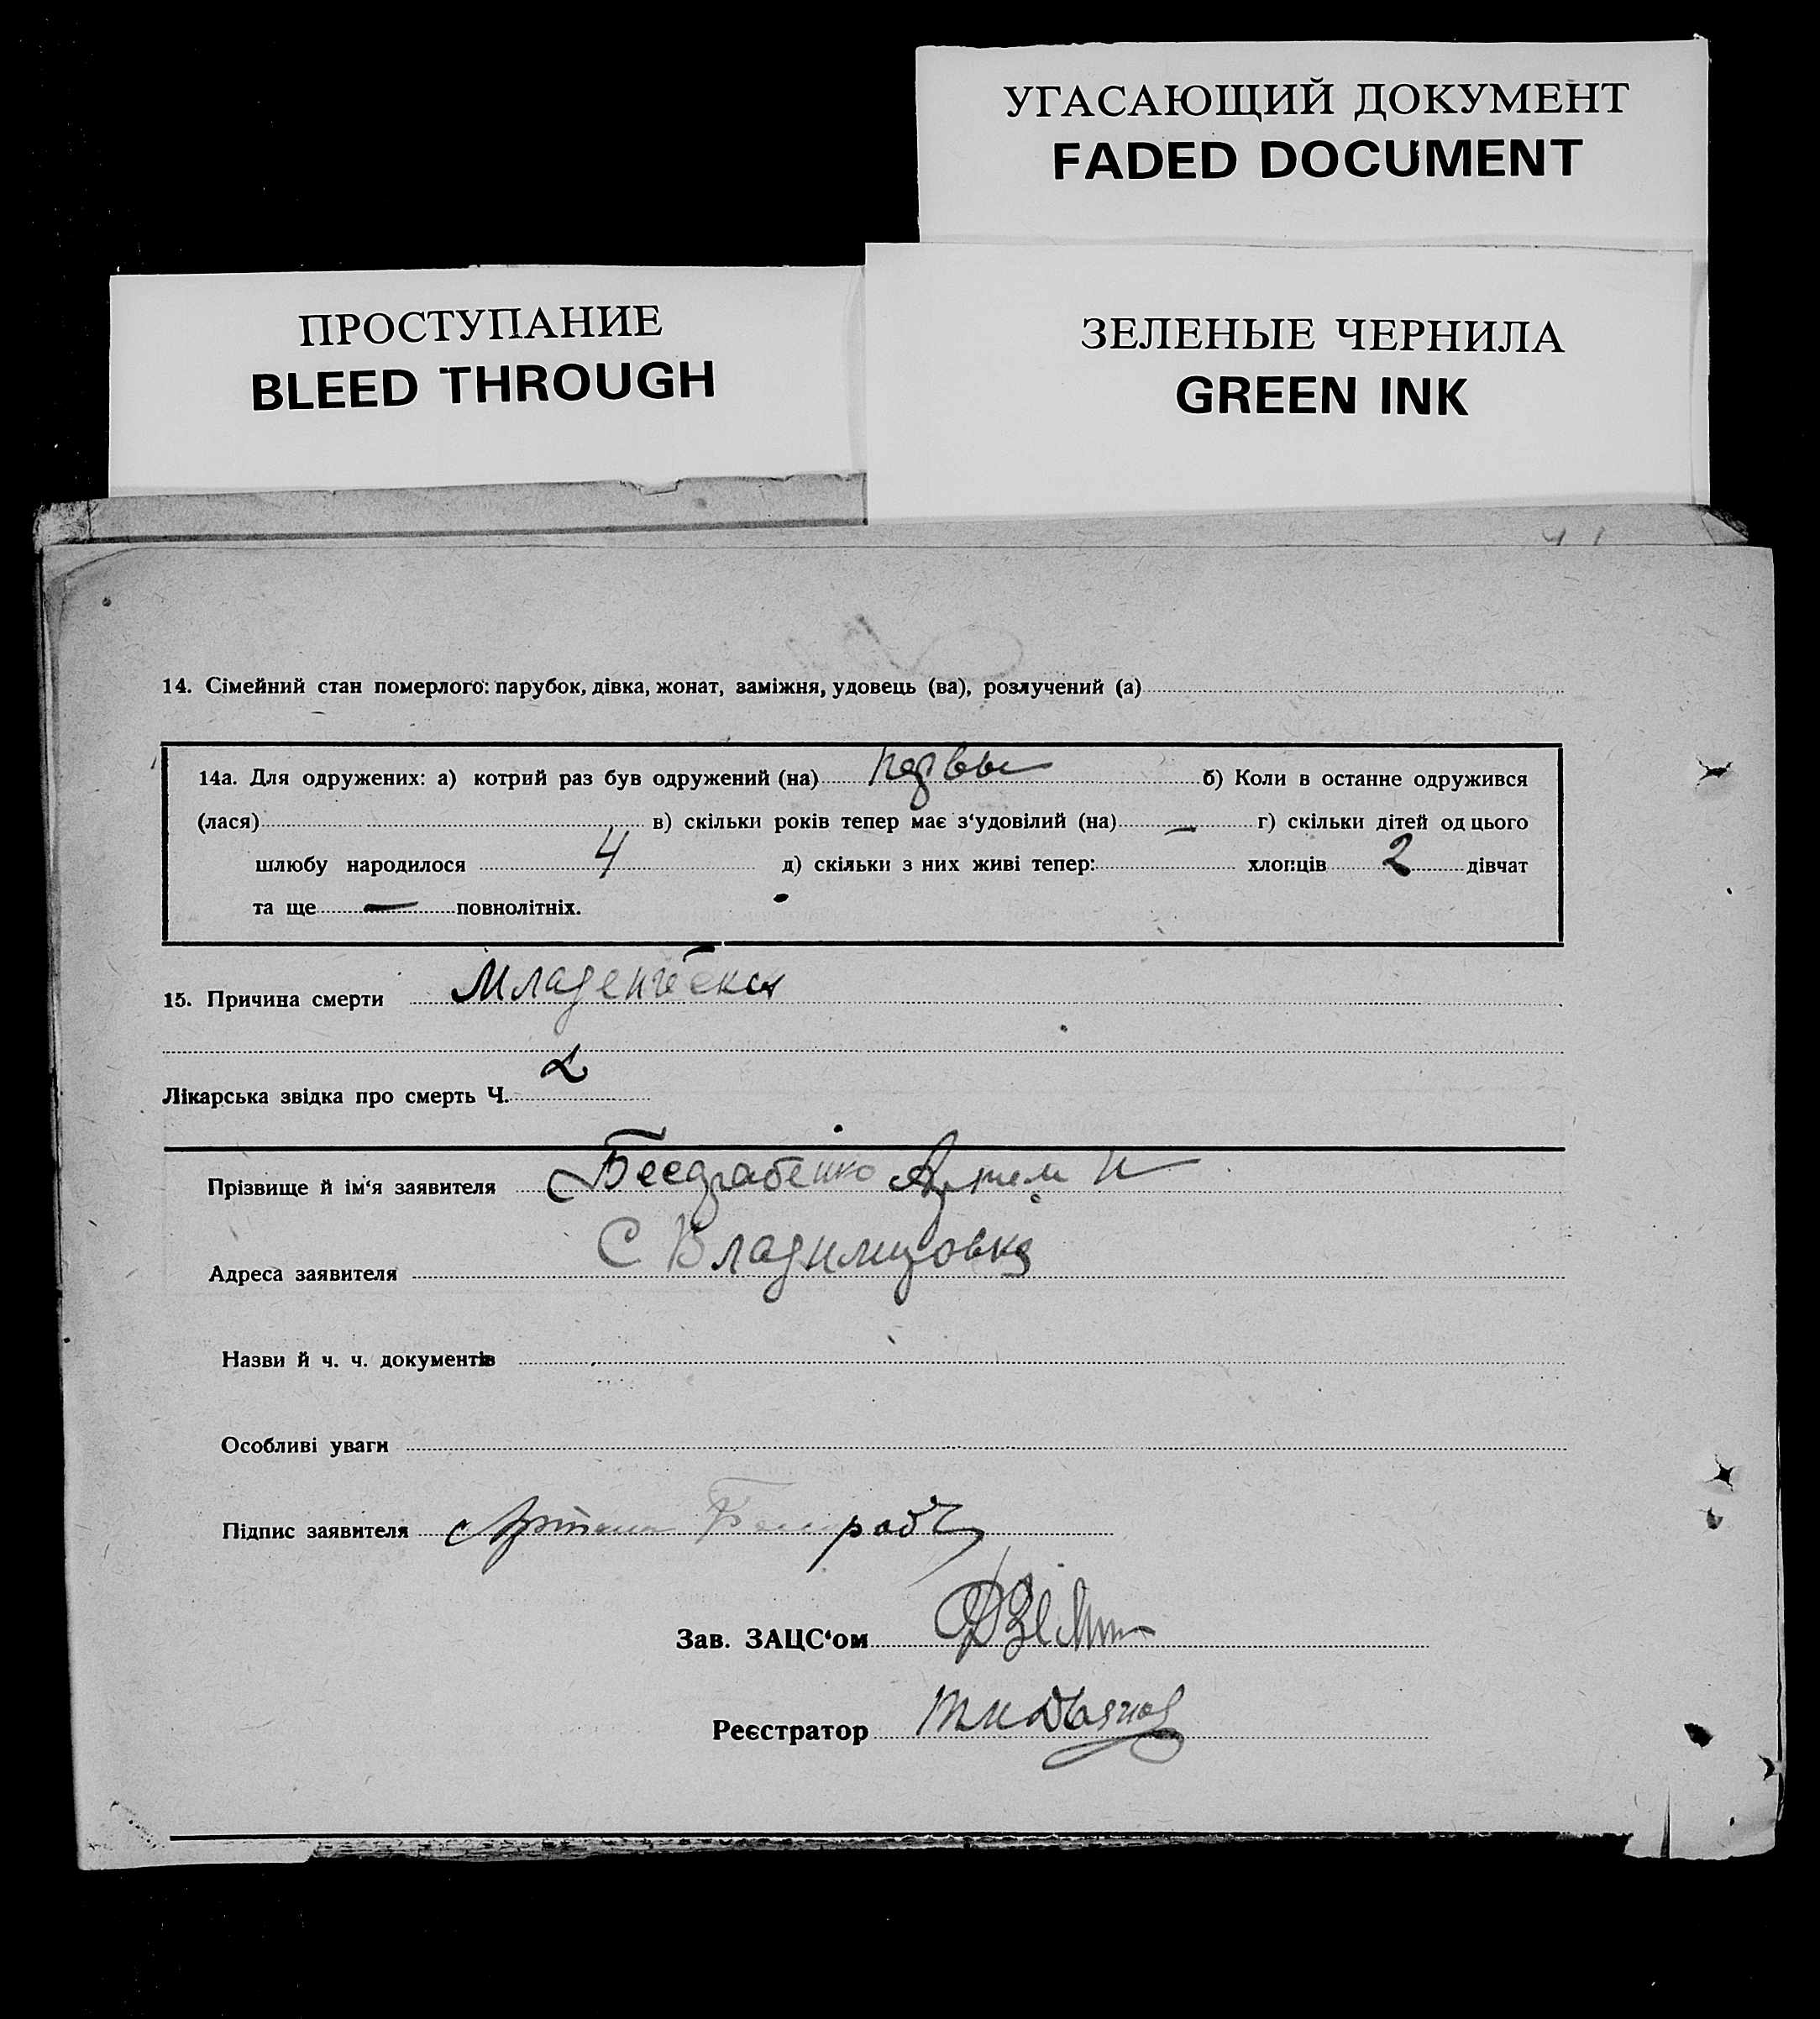 УГАСАЮЩИЙ ДОКУМЕНТ
FADED DOCUMENT
ПРОСТУПАНИЕ
BLEED THROUGH
ЗЕЛЕНЫЕ ЧЕРНИЛА
GREEN INK
14. Сімейний стан померлого: парубок, дівка, жонат, заміжня, удовець (ва), розлучений (а)
14а. Для одружених: а) котрий раз був одружений (на) первы б) Коли в останнє одружився
(лася) в) скільки років тепер має з‘удовілий (на) — г) скільки дітей од цього
шлюбу народилося 4 д) скільки з них живі тепер: хлопців 2 дівчат
та ще — повнолітніх.
15. Причина смерти Младенческая
Лікарська звідка про смерть Ч. 2
Прізвище й ім‘я заявителя Артем И
Адреса заявителя С Владимировка
Назви й ч. ч. документів
Особливі уваги
Підпис заявителя
Зав. ЗАЦС‘ом
Реєстратор